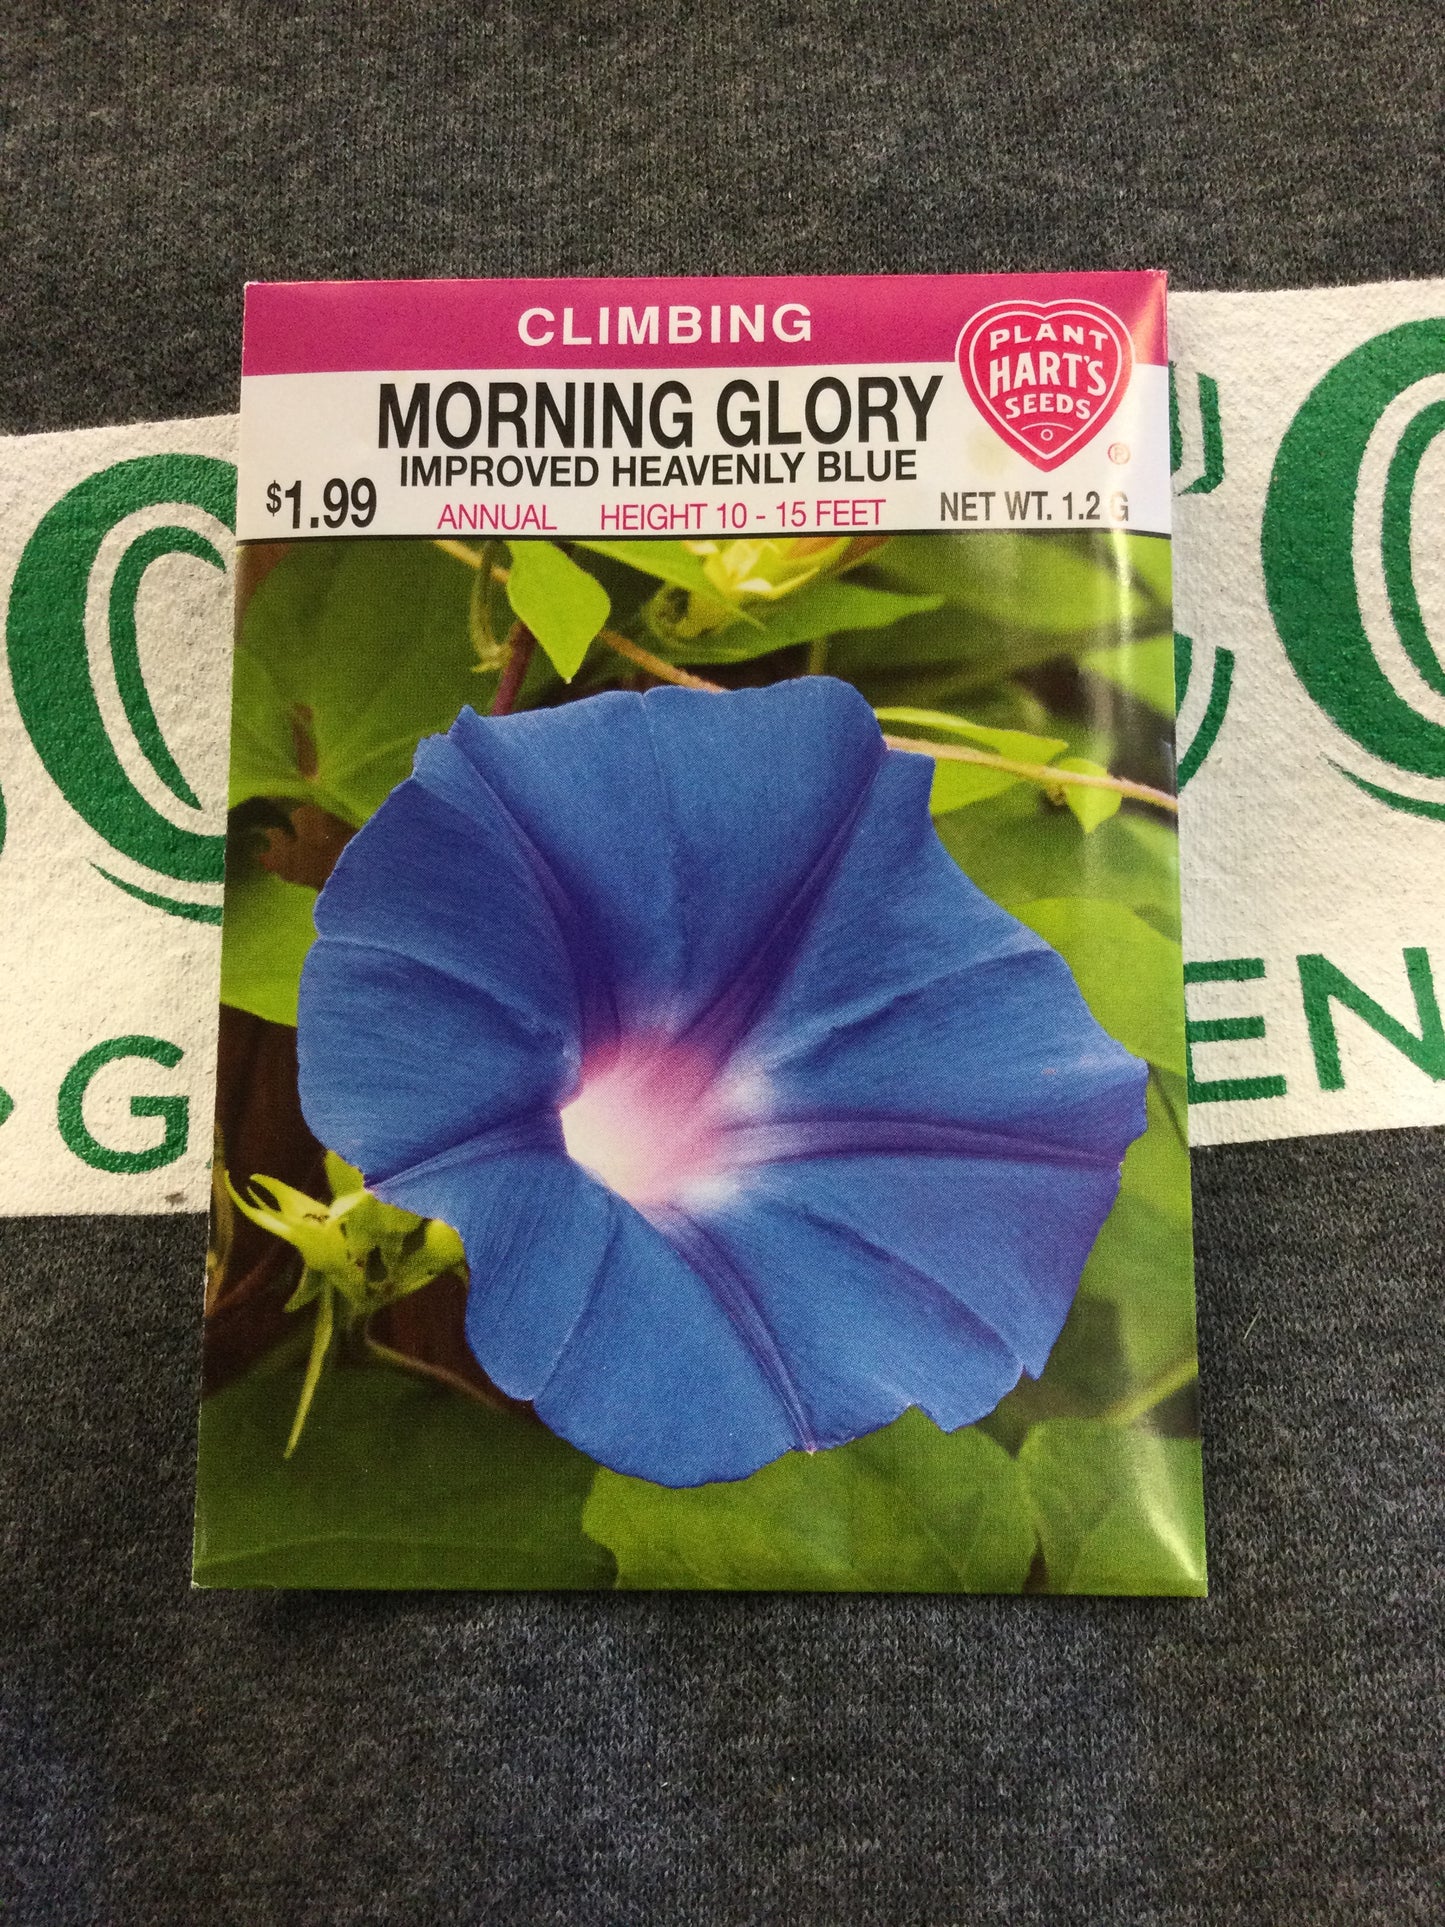 CLIMBING
PLANT
HART'S
SEEDS
®
MORNING GLORY
IMPROVED HEAVENLY BLUE
$1.99
ANNUAL HEIGHT 10 - 15 FEET
NET WT. 1.2 G
G
EN